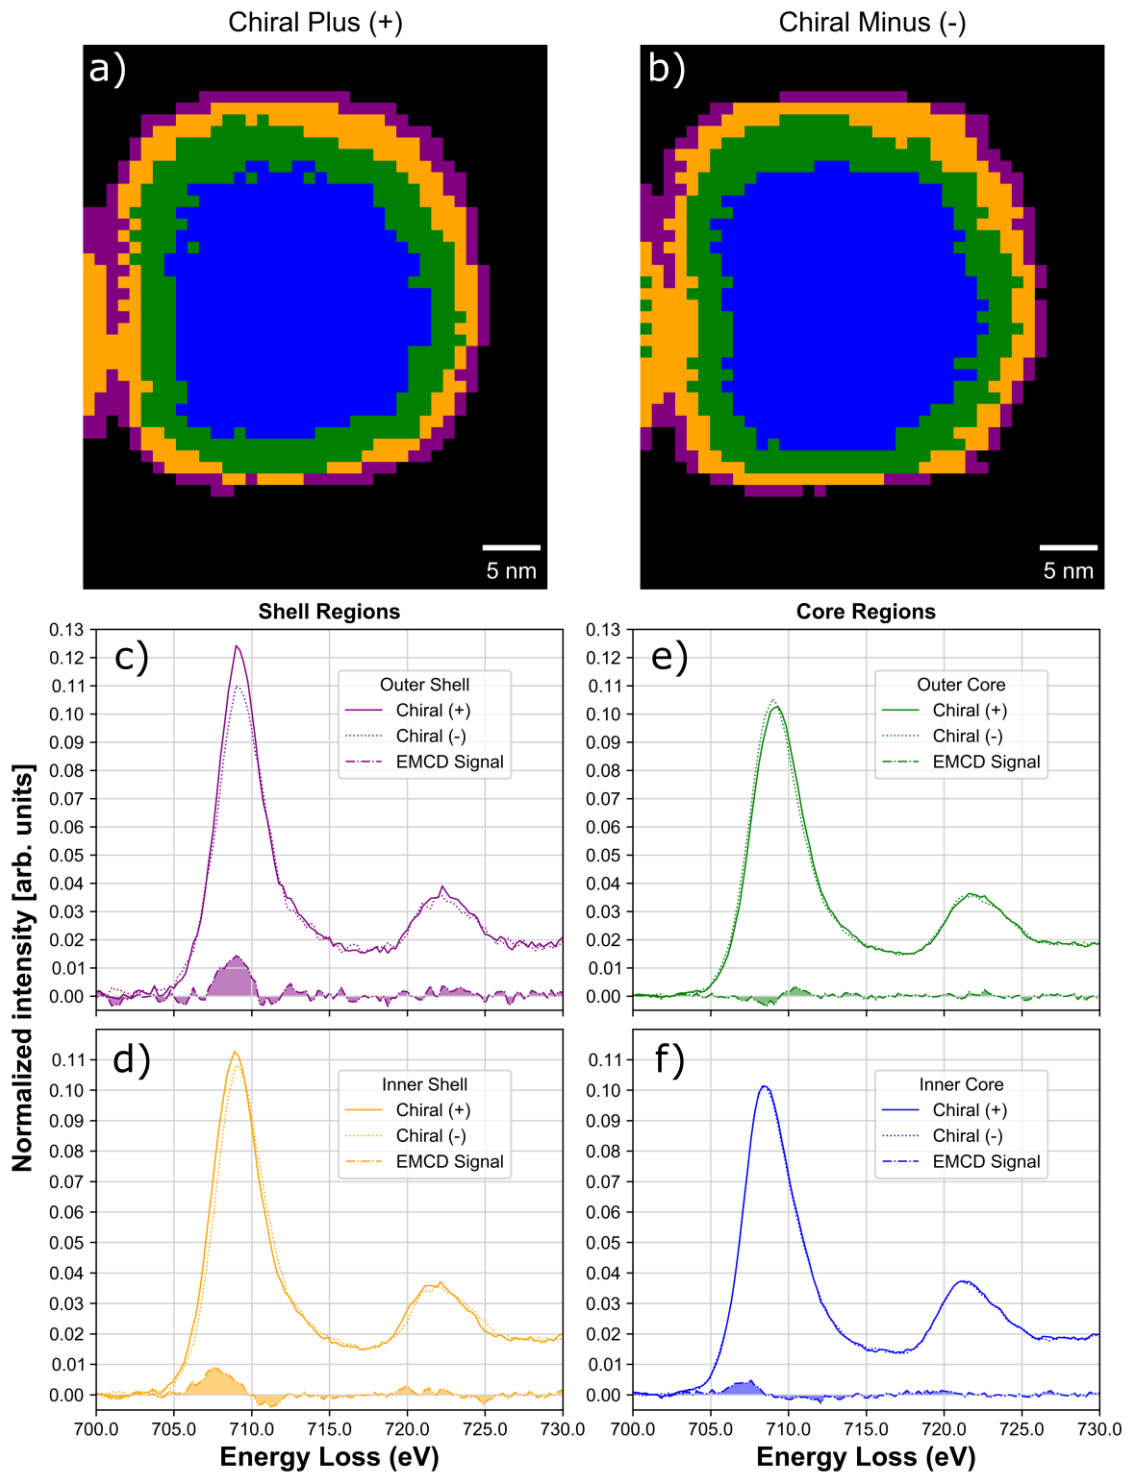 Chiral Plus (+)
Chiral Minus (-)
a)
b)
5 nm
5 nm
Shell Regions
Core Regions
Normalized intensity [arb. units]
c)
0.13
0.12
0.11
0.10
0.09
0.08
0.07
0.06
0.05
0.04
0.03
0.02
0.01
0.00
Outer Shell
Chiral (+)
Chiral (-)
EMCD Signal
e)
0.13
0.12
0.11
0.10
0.09
0.08
0.07
0.06
0.05
0.04
0.03
0.02
0.01
0.00
Outer Core
Chiral (+)
Chiral (-)
EMCD Signal
d)
0.11
0.10
0.09
0.08
0.07
0.06
0.05
0.04
0.03
0.02
0.01
0.00
Inner Shell
Chiral (+)
Chiral (-)
EMCD Signal
700.0 705.0 710.0 715.0 720.0 725.0 730.0
Energy Loss (eV)
f)
0.11
0.10
0.09
0.08
0.07
0.06
0.05
0.04
0.03
0.02
0.01
0.00
Inner Core
Chiral (+)
Chiral (-)
EMCD Signal
700.0 705.0 710.0 715.0 720.0 725.0 730.0
Energy Loss (eV)